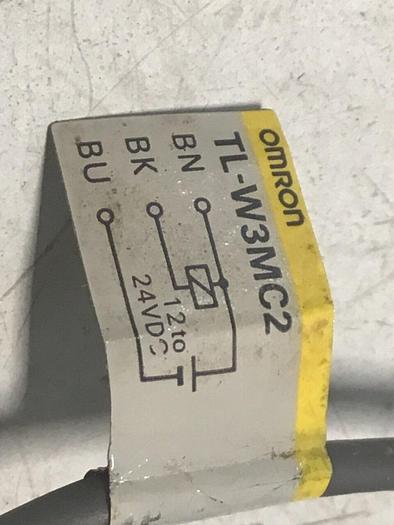 OMRON
TL-W3MC2
BN
BK
BU
12 to
24VDC